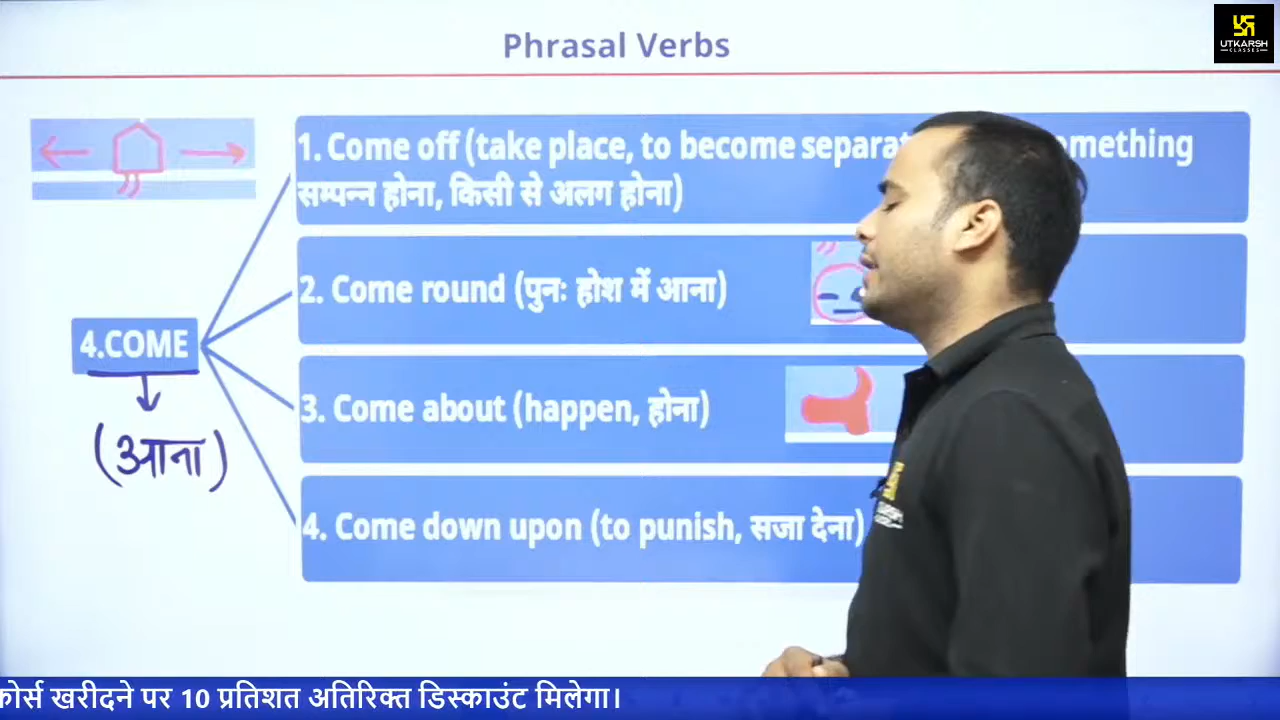 Phrasal Verbs
UTKARSH
CLASSES
1. Come off (take place, to become omething
सम्पन्न होना, किसी से अलग होना)
2. Come round (पुनः होश में आना)
4.COME
3. Come about (happen, होना)
(आना)
4. Come down upon (to punish, सजा देना)
कोर्स खरीदने पर 10 प्रतिशत अतिरिक्त डिस्काउंट मिलेगा।